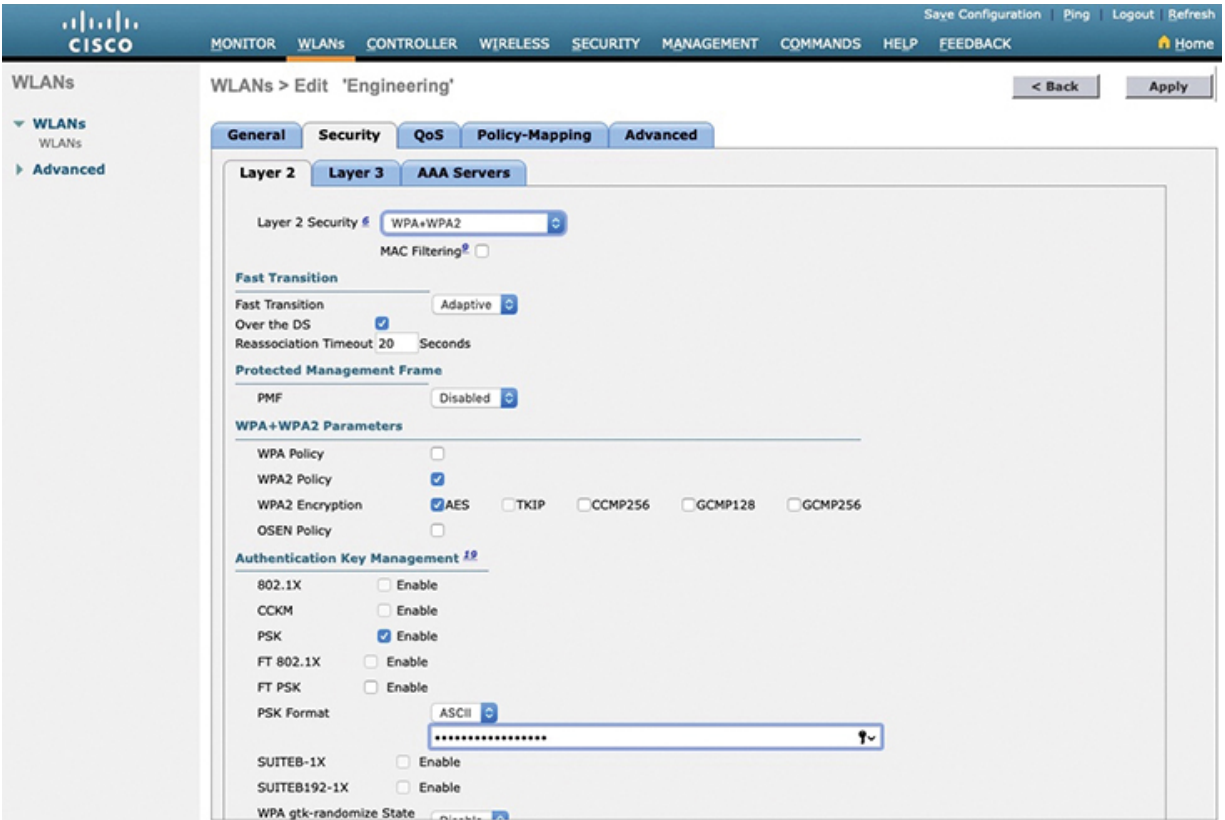 Save Configuration | Ping | Logout | Refresh
CISCO MONITOR WLANs CONTROLLER WIRELESS SECURITY MANAGEMENT COMMANDS HELP FEEDBACK Home
WLANs
WLANs
WLANs
Advanced
WLANs > Edit 'Engineering'
< Back Apply
General Security QoS Policy-Mapping Advanced
Layer 2 Layer 3 AAA Servers
Layer 2 Security 6 WPA+WPA2
MAC Filtering9
Fast Transition
Fast Transition Adaptive
Over the DS
Reassociation Timeout 20 Seconds
Protected Management Frame
PMF Disabled
WPA+WPA2 Parameters
WPA Policy
WPA2 Policy
WPA2 Encryption AES TKIP CCMP256 GCMP128 GCMP256
OSEN Policy
Authentication Key Management 19
802.1X Enable
CCKM Enable
PSK Enable
FT 802.1X Enable
FT PSK Enable
PSK Format ASCII
•••••••••••••••••
SUITEB-1X Enable
SUITEB192-1X Enable
WPA gtk-randomize State Disable